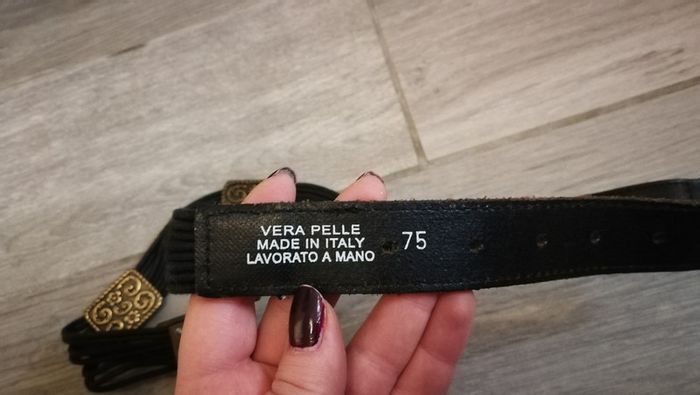 VERA PELLE
MADE IN ITALY
LAVORATO A MANO
75